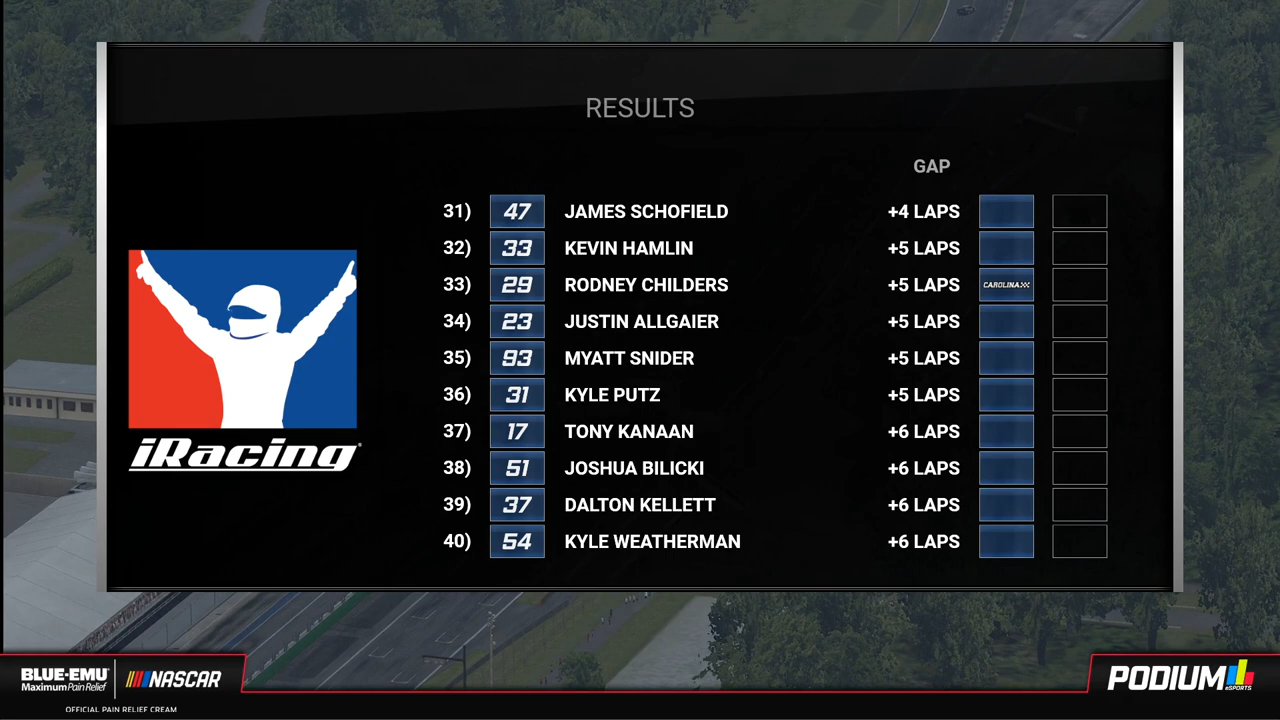 RESULTS
GAP
31) 47 JAMES SCHOFIELD +4 LAPS
32) 33 KEVIN HAMLIN +5 LAPS
33) 29 RODNEY CHILDERS +5 LAPS CAROLINA
34) 23 JUSTIN ALLGAIER +5 LAPS
35) 93 MYATT SNIDER +5 LAPS
36) 31 KYLE PUTZ +5 LAPS
37) 17 TONY KANAAN +6 LAPS
38) 51 JOSHUA BILICKI +6 LAPS
39) 37 DALTON KELLETT +6 LAPS
40) 54 KYLE WEATHERMAN +6 LAPS
iRacing
BLUE-EMU NASCAR
Maximum Pain Relief
OFFICIAL PAIN RELIEF CREAM
PODIUM
eSPORTS